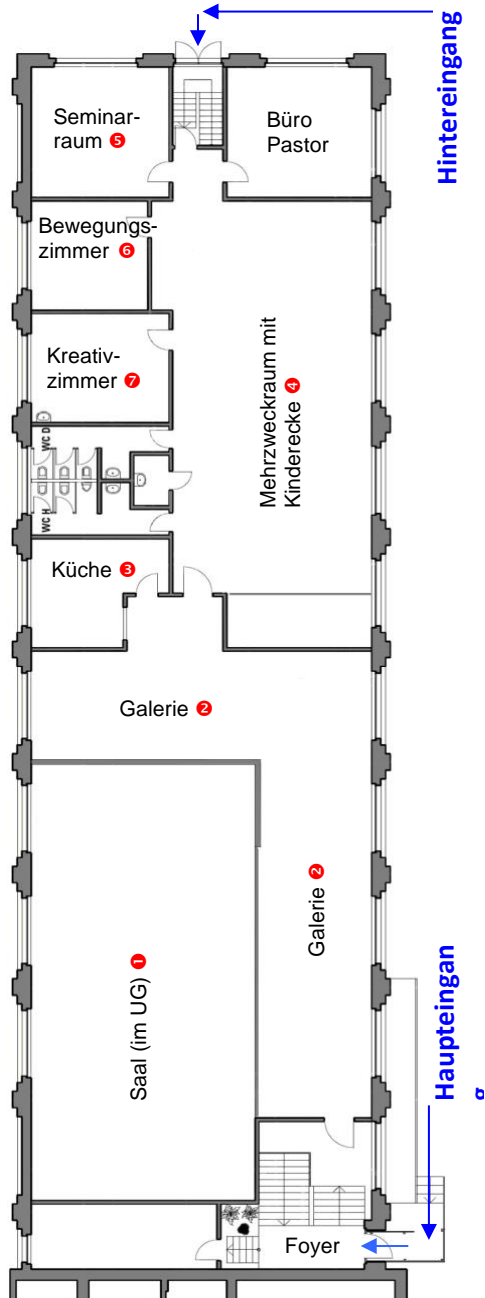 Hintereingang
Seminar-
raum ❺
Büro
Pastor
Bewegungs-
zimmer ❻
Kreativ-
zimmer ❼
Mehrzweckraum mit
Kinderecke ❹
WC D
WC H
Küche ❸
Galerie ❷
Galerie ❷
Saal (im UG) ❶
Haupteingan
g
Foyer